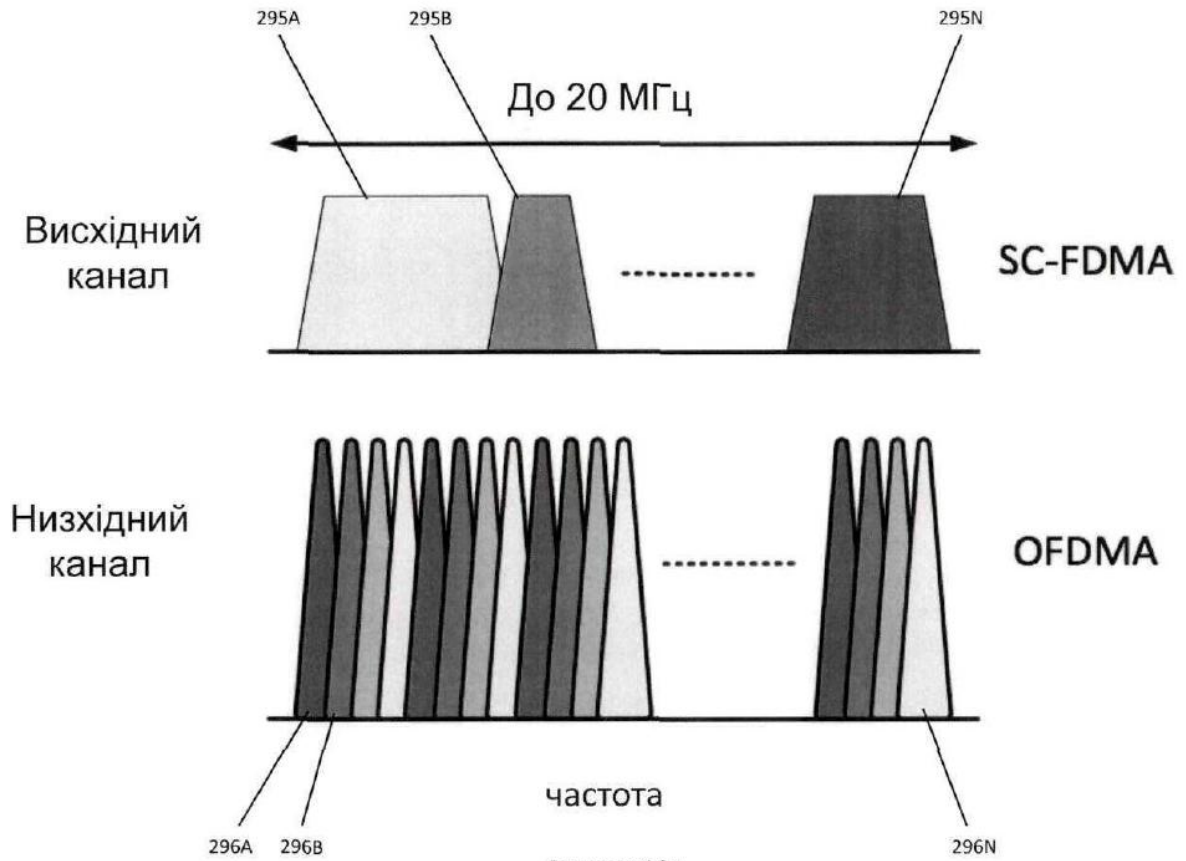 295A 295B 295N
До 20 МГц
Висхідний
канал
SC-FDMA
Низхідний
канал
OFDMA
частота
296A 296B 296N